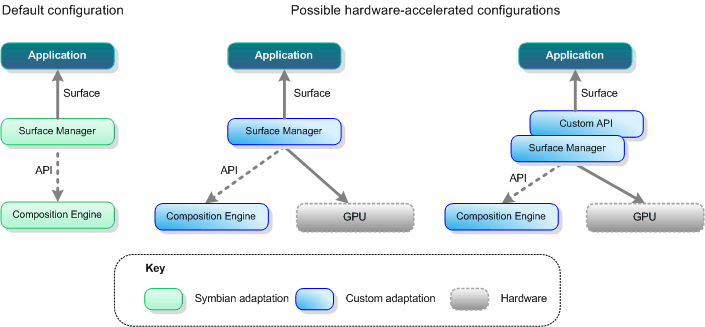 Default configuration
Possible hardware-accelerated configurations
Application
Application
Application
Surface
Surface
Surface
Custom API
Surface Manager
Surface Manager
Surface Manager
API
API
API
Composition Engine
Composition Engine
GPU
Composition Engine
GPU
Key
Symbian adaptation
Custom adaptation
Hardware